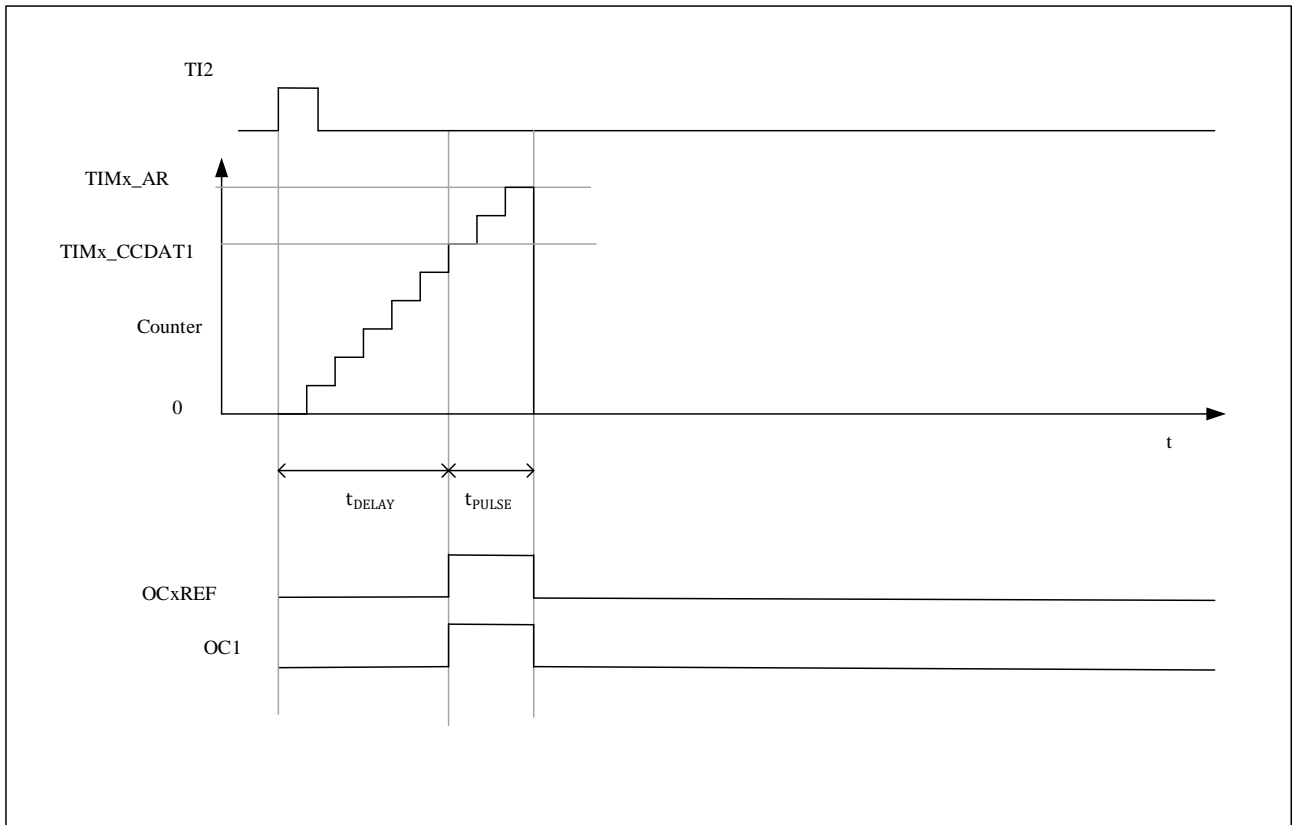 TI2
TIMx_AR
TIMx_CCDAT1
Counter
0
t
tDELAY
tPULSE
OCxREF
OC1